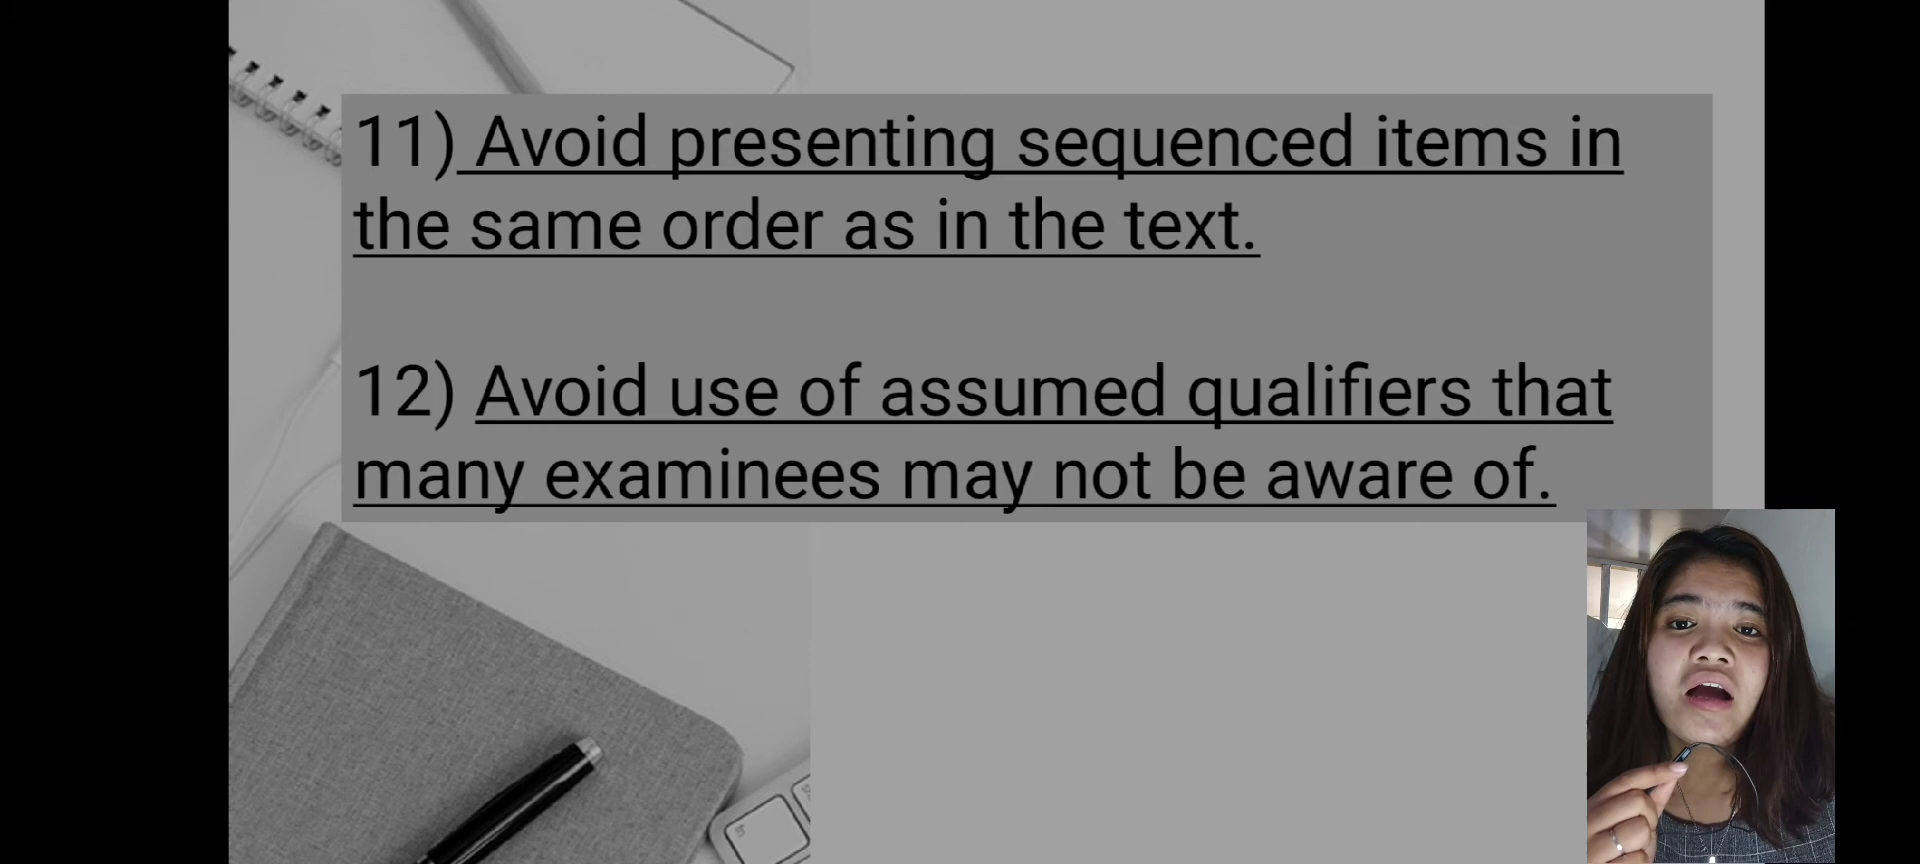 11) Avoid presenting sequenced items in
the same order as in the text.
12) Avoid use of assumed qualifiers that
many examinees may not be aware of.